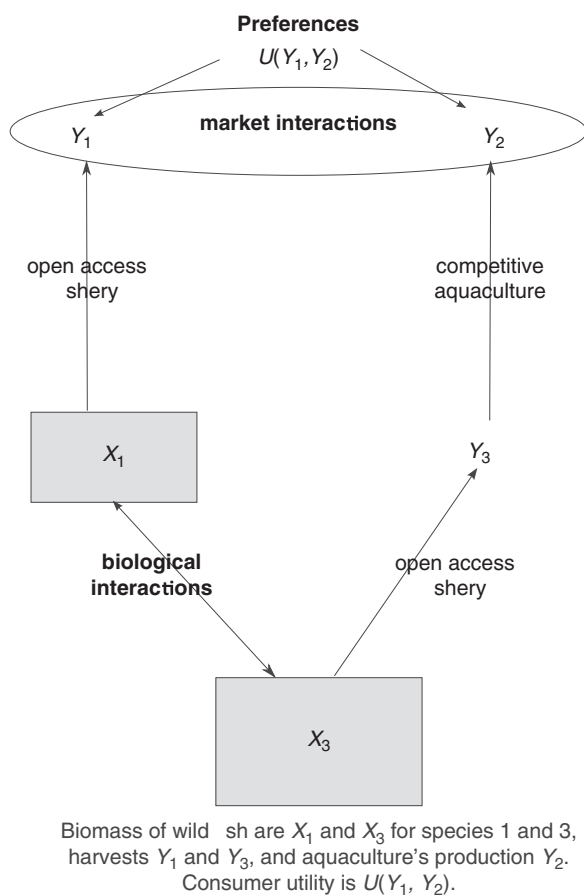 Preferences
U(Y1,Y2)
market interactions
Y1
Y2
open access
shery
competitive
aquaculture
X1
Y3
biological
interactions
open access
shery
X3
Biomass of wild sh are X1 and X3 for species 1 and 3,
harvests Y1 and Y3, and aquaculture's production Y2.
Consumer utility is U(Y1, Y2).